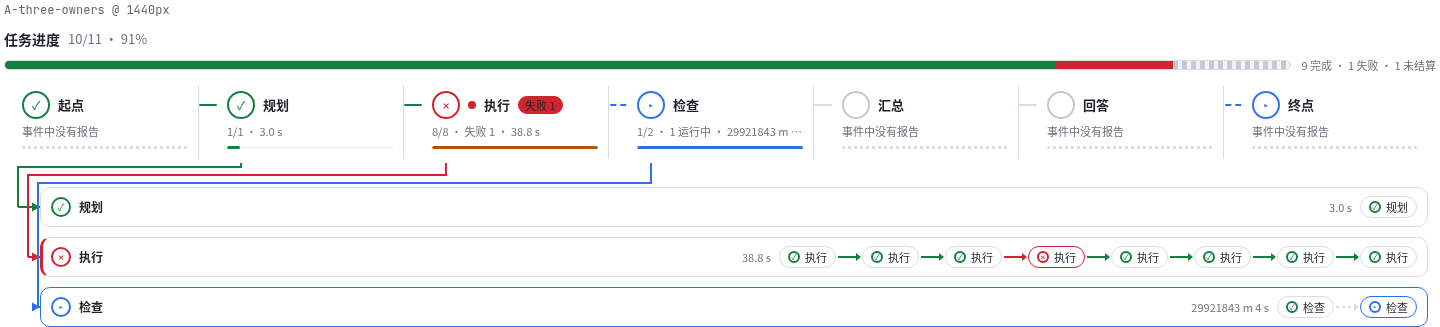 A-three-owners @ 1440px
任务进度 10/11 · 91%
9 完成 · 1 失败 · 1 未结算
起点 规划 执行 失败 1 检查 汇总 回答 终点
事件中没有报告 1/1 · 3.0 s 8/8 · 失败 1 · 38.8 s 1/2 · 1 运行中 · 29921843 m ··· 事件中没有报告 事件中没有报告 事件中没有报告
规划 3.0 s 规划
执行 38.8 s 执行 执行 执行 执行 执行 执行 执行 执行
检查 29921843 m 4 s 检查 检查